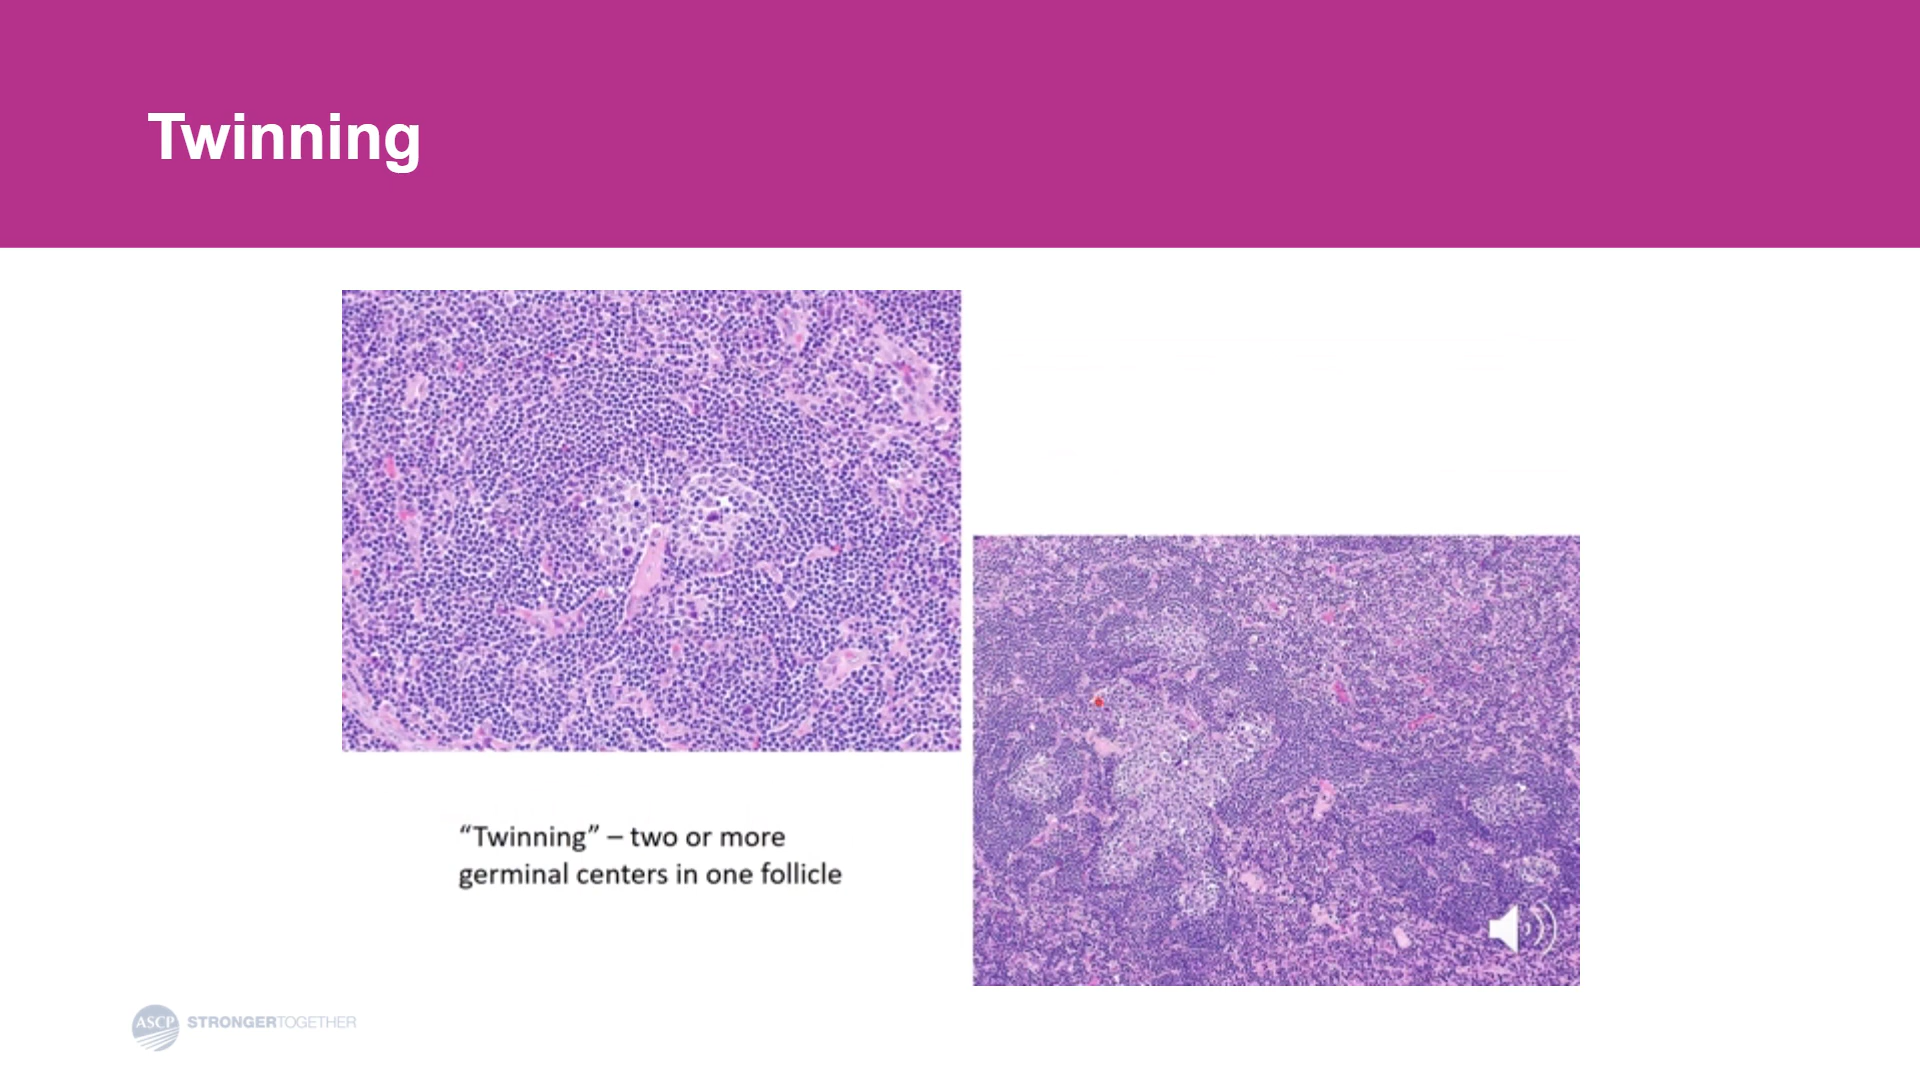 Twinning
“Twinning” – two or more
germinal centers in one follicle
ASCP STRONGERTOGETHER